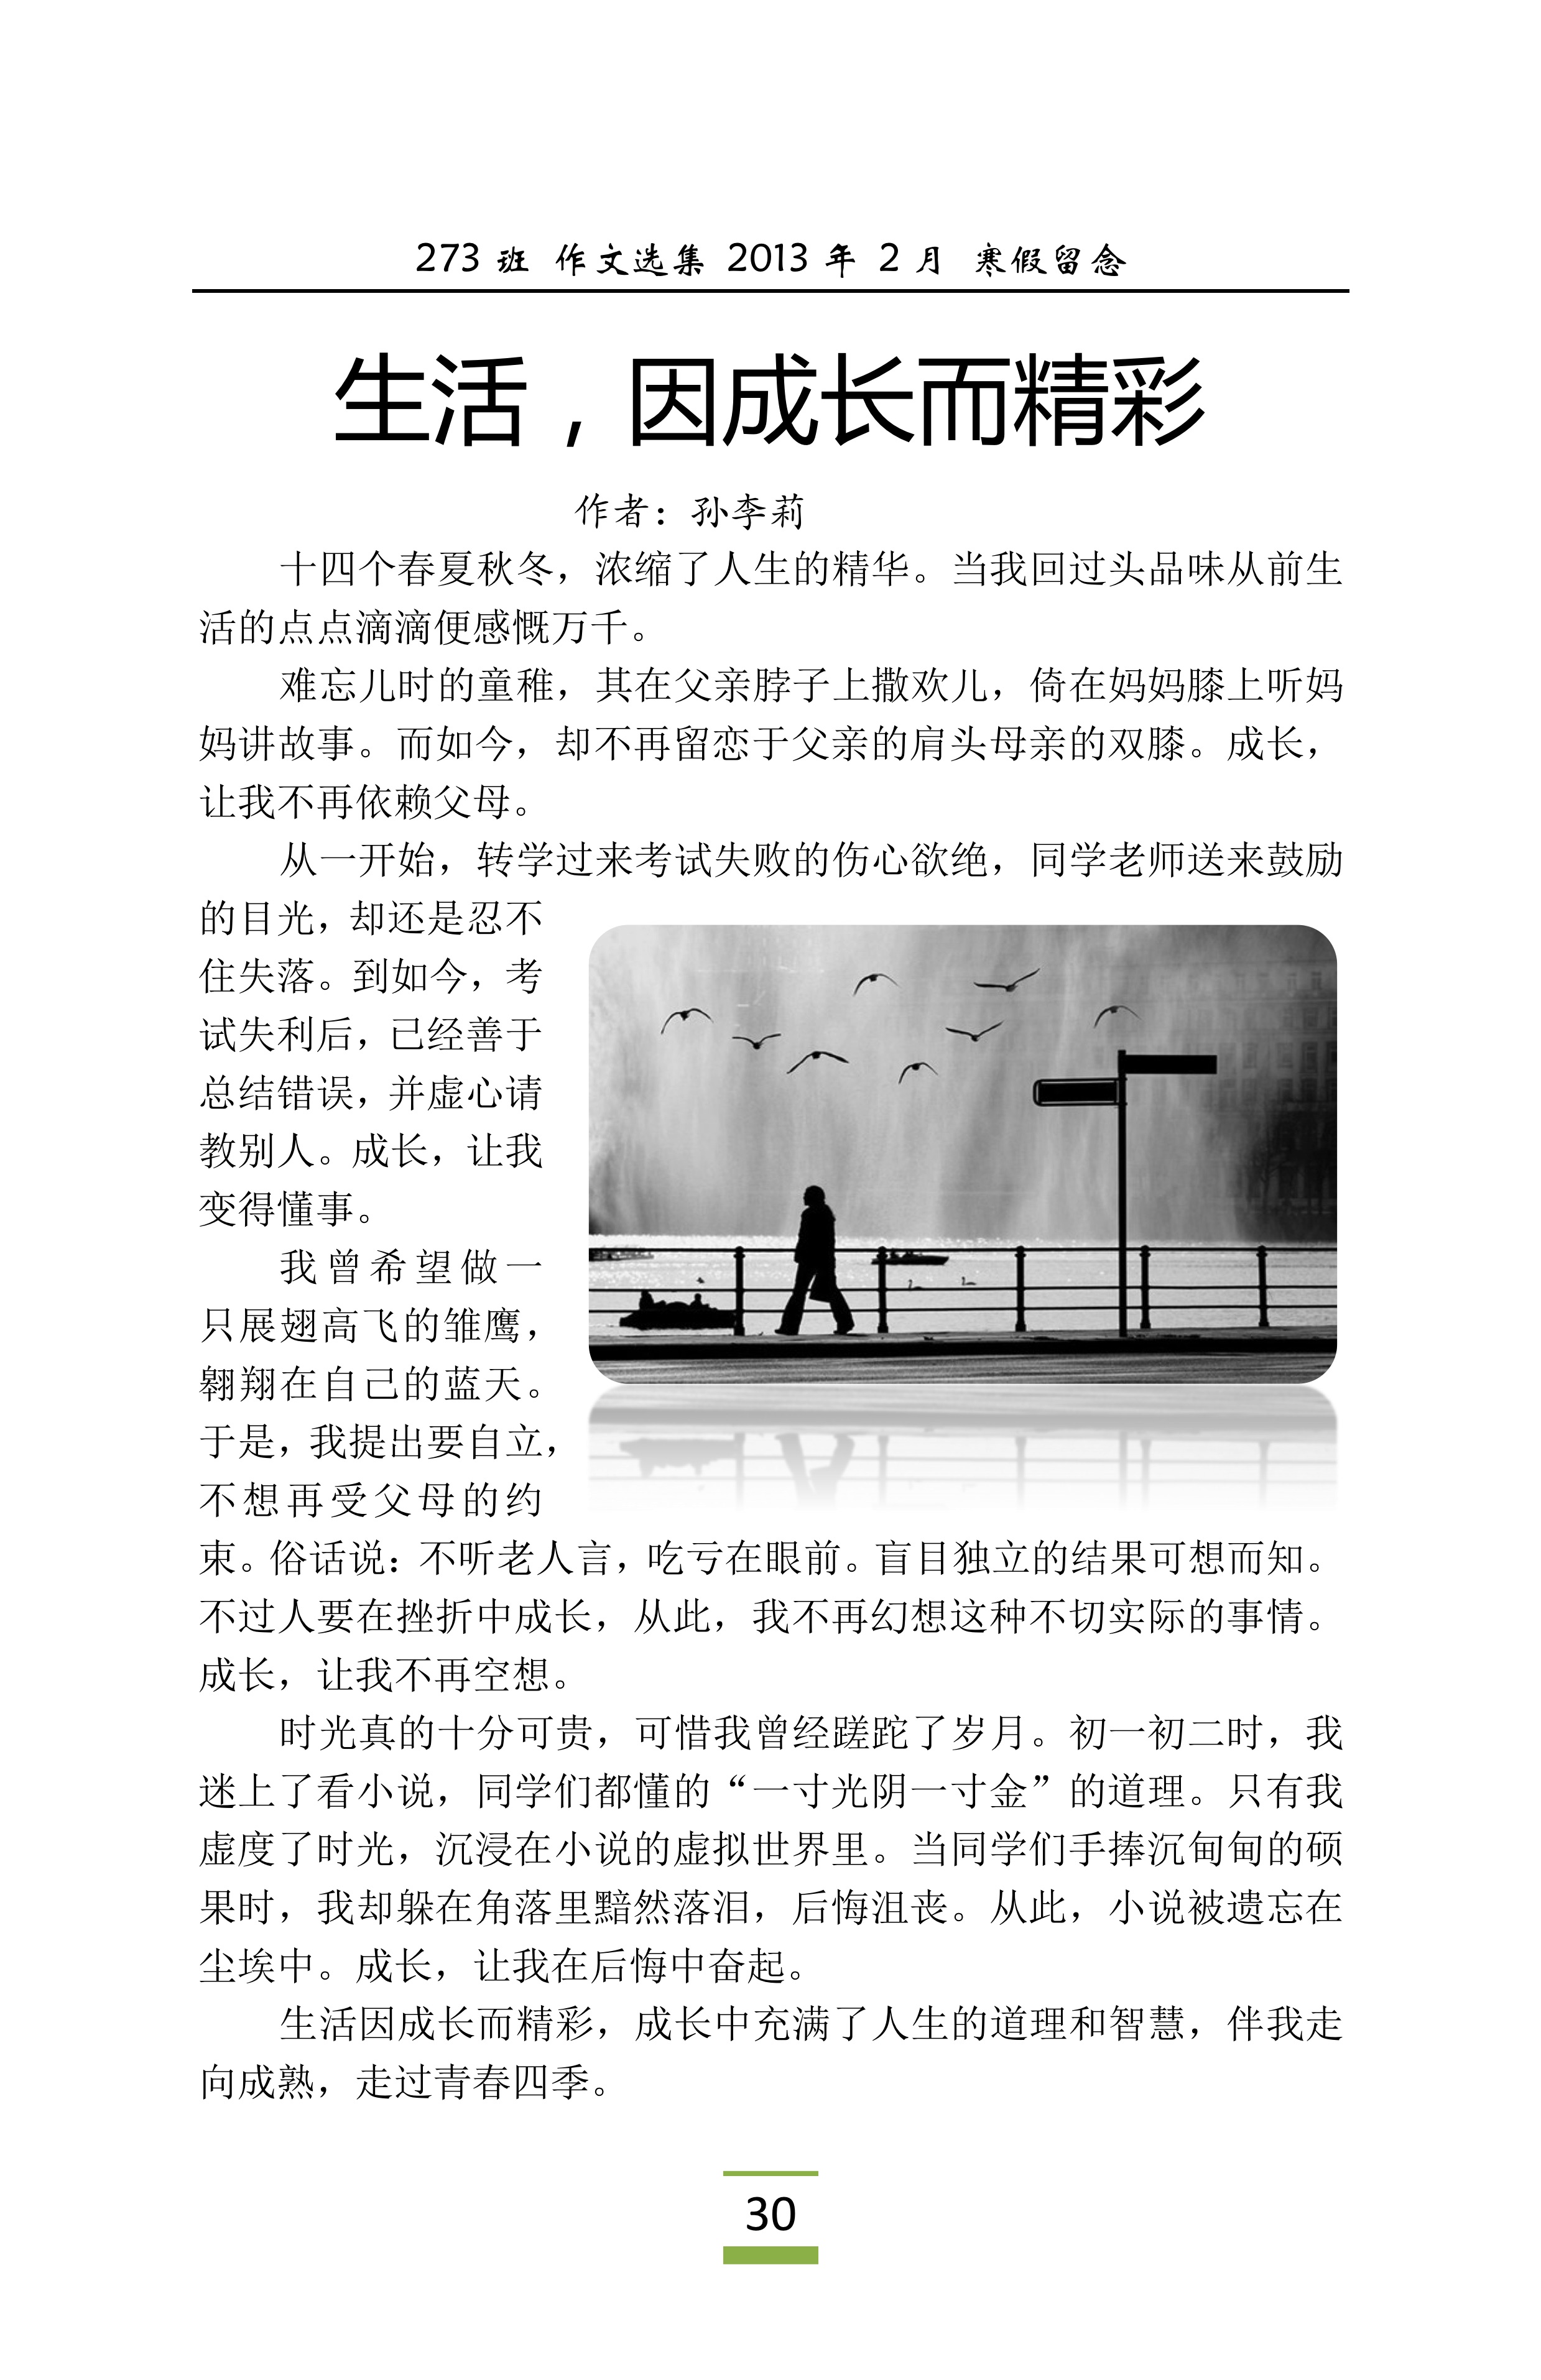 273 班 作文选集 2013 年 2 月 寒假留念
生活，因成长而精彩
作者：孙李莉
十四个春夏秋冬，浓缩了人生的精华。当我回过头品味从前生
活的点点滴滴便感慨万千。
难忘儿时的童稚，其在父亲脖子上撒欢儿，倚在妈妈膝上听妈
妈讲故事。而如今，却不再留恋于父亲的肩头母亲的双膝。成长，
让我不再依赖父母。
从一开始，转学过来考试失败的伤心欲绝，同学老师送来鼓励
的目光，却还是忍不
住失落。到如今，考
试失利后，已经善于
总结错误，并虚心请
教别人。成长，让我
变得懂事。
我曾希望做一
只展翅高飞的雏鹰，
翱翔在自己的蓝天。
于是，我提出要自立，
不想再受父母的约
束。俗话说：不听老人言，吃亏在眼前。盲目独立的结果可想而知。
不过人要在挫折中成长，从此，我不再幻想这种不切实际的事情。
成长，让我不再空想。
时光真的十分可贵，可惜我曾经蹉跎了岁月。初一初二时，我
迷上了看小说，同学们都懂的“一寸光阴一寸金”的道理。只有我
虚度了时光，沉浸在小说的虚拟世界里。当同学们手捧沉甸甸的硕
果时，我却躲在角落里黯然落泪，后悔沮丧。从此，小说被遗忘在
尘埃中。成长，让我在后悔中奋起。
生活因成长而精彩，成长中充满了人生的道理和智慧，伴我走
向成熟，走过青春四季。
30